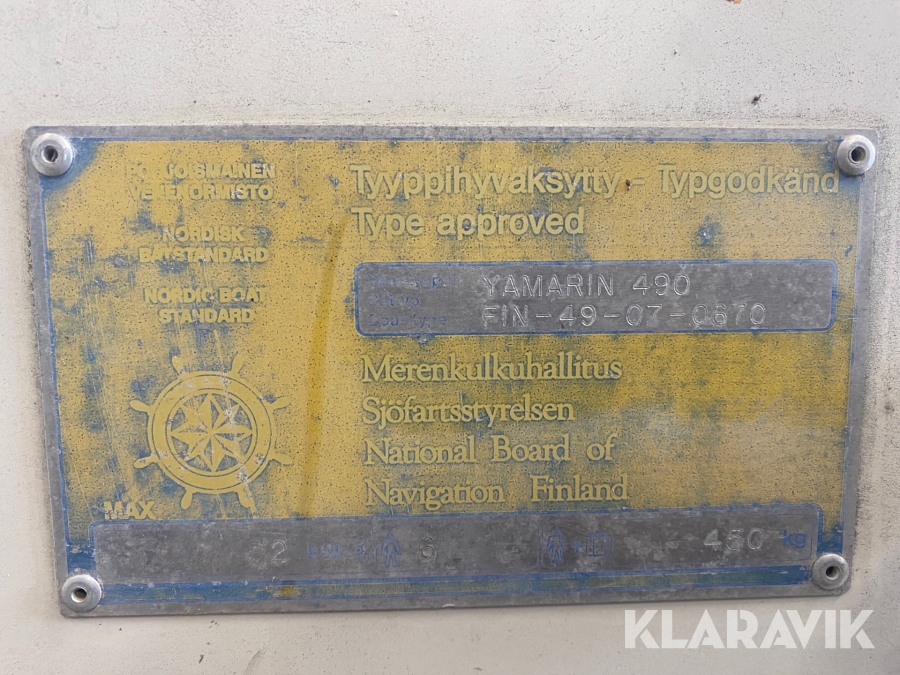 NORDISK
BÅTSTANDARD
NORDIC BOAT
STANDARD
Tyyppihyväksytty - Typgodkänd
Type approved
YAMARIN 490
FIN-49-07-0670
Merenkulkuhallitus
Sjöfartsstyrelsen
National Board of
Navigation Finland
MAX
450 kg
KLARAVIK